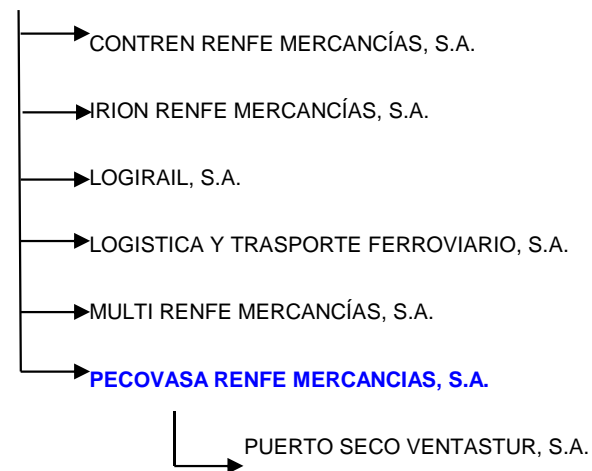 CONTREN RENFE MERCANCÍAS, S.A.
IRION RENFE MERCANCÍAS, S.A.
LOGIRAIL, S.A.
LOGISTICA Y TRASPORTE FERROVIARIO, S.A.
MULTI RENFE MERCANCÍAS, S.A.
PECOVASA RENFE MERCANCIAS, S.A.
PUERTO SECO VENTASTUR, S.A.